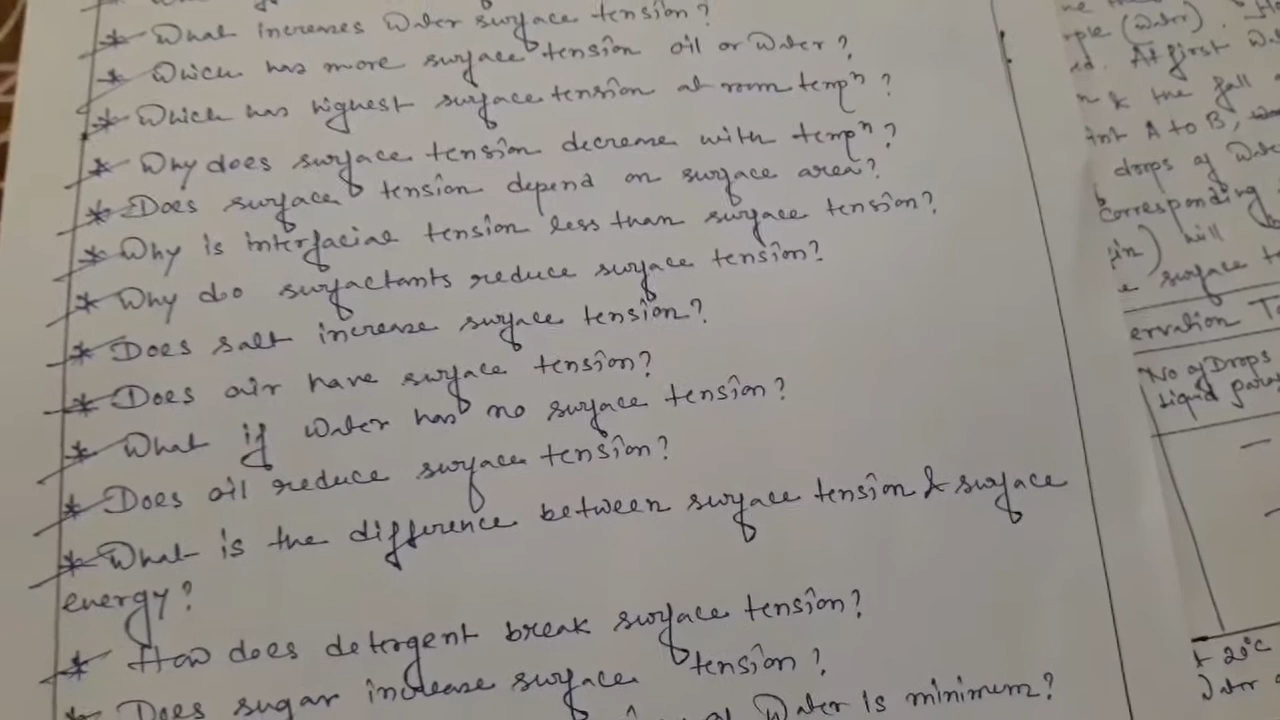 * What increases Water surface tension?
* Which has more surface tension oil or Water?
* Which has highest surface tension at room tempⁿ?
* Why does surface tension decrease with tempⁿ?
* Does surface tension depend on surface area?
* Why is interfacial tension less than surface tension?
* Why do surfactants reduce surface tension?
* Does salt increase surface tension?
* Does air have surface tension?
* What if Water has no surface tension?
* Does oil reduce surface tension?
* What is the difference between surface tension & surface
energy?
* How does detergent break surface tension?
* Does sugar increase surface tension?
Water is minimum?
(Water).
At first
& the fall
A to B,
drops of
corresponding
will
surface
No of Drops
Liquid
20°C